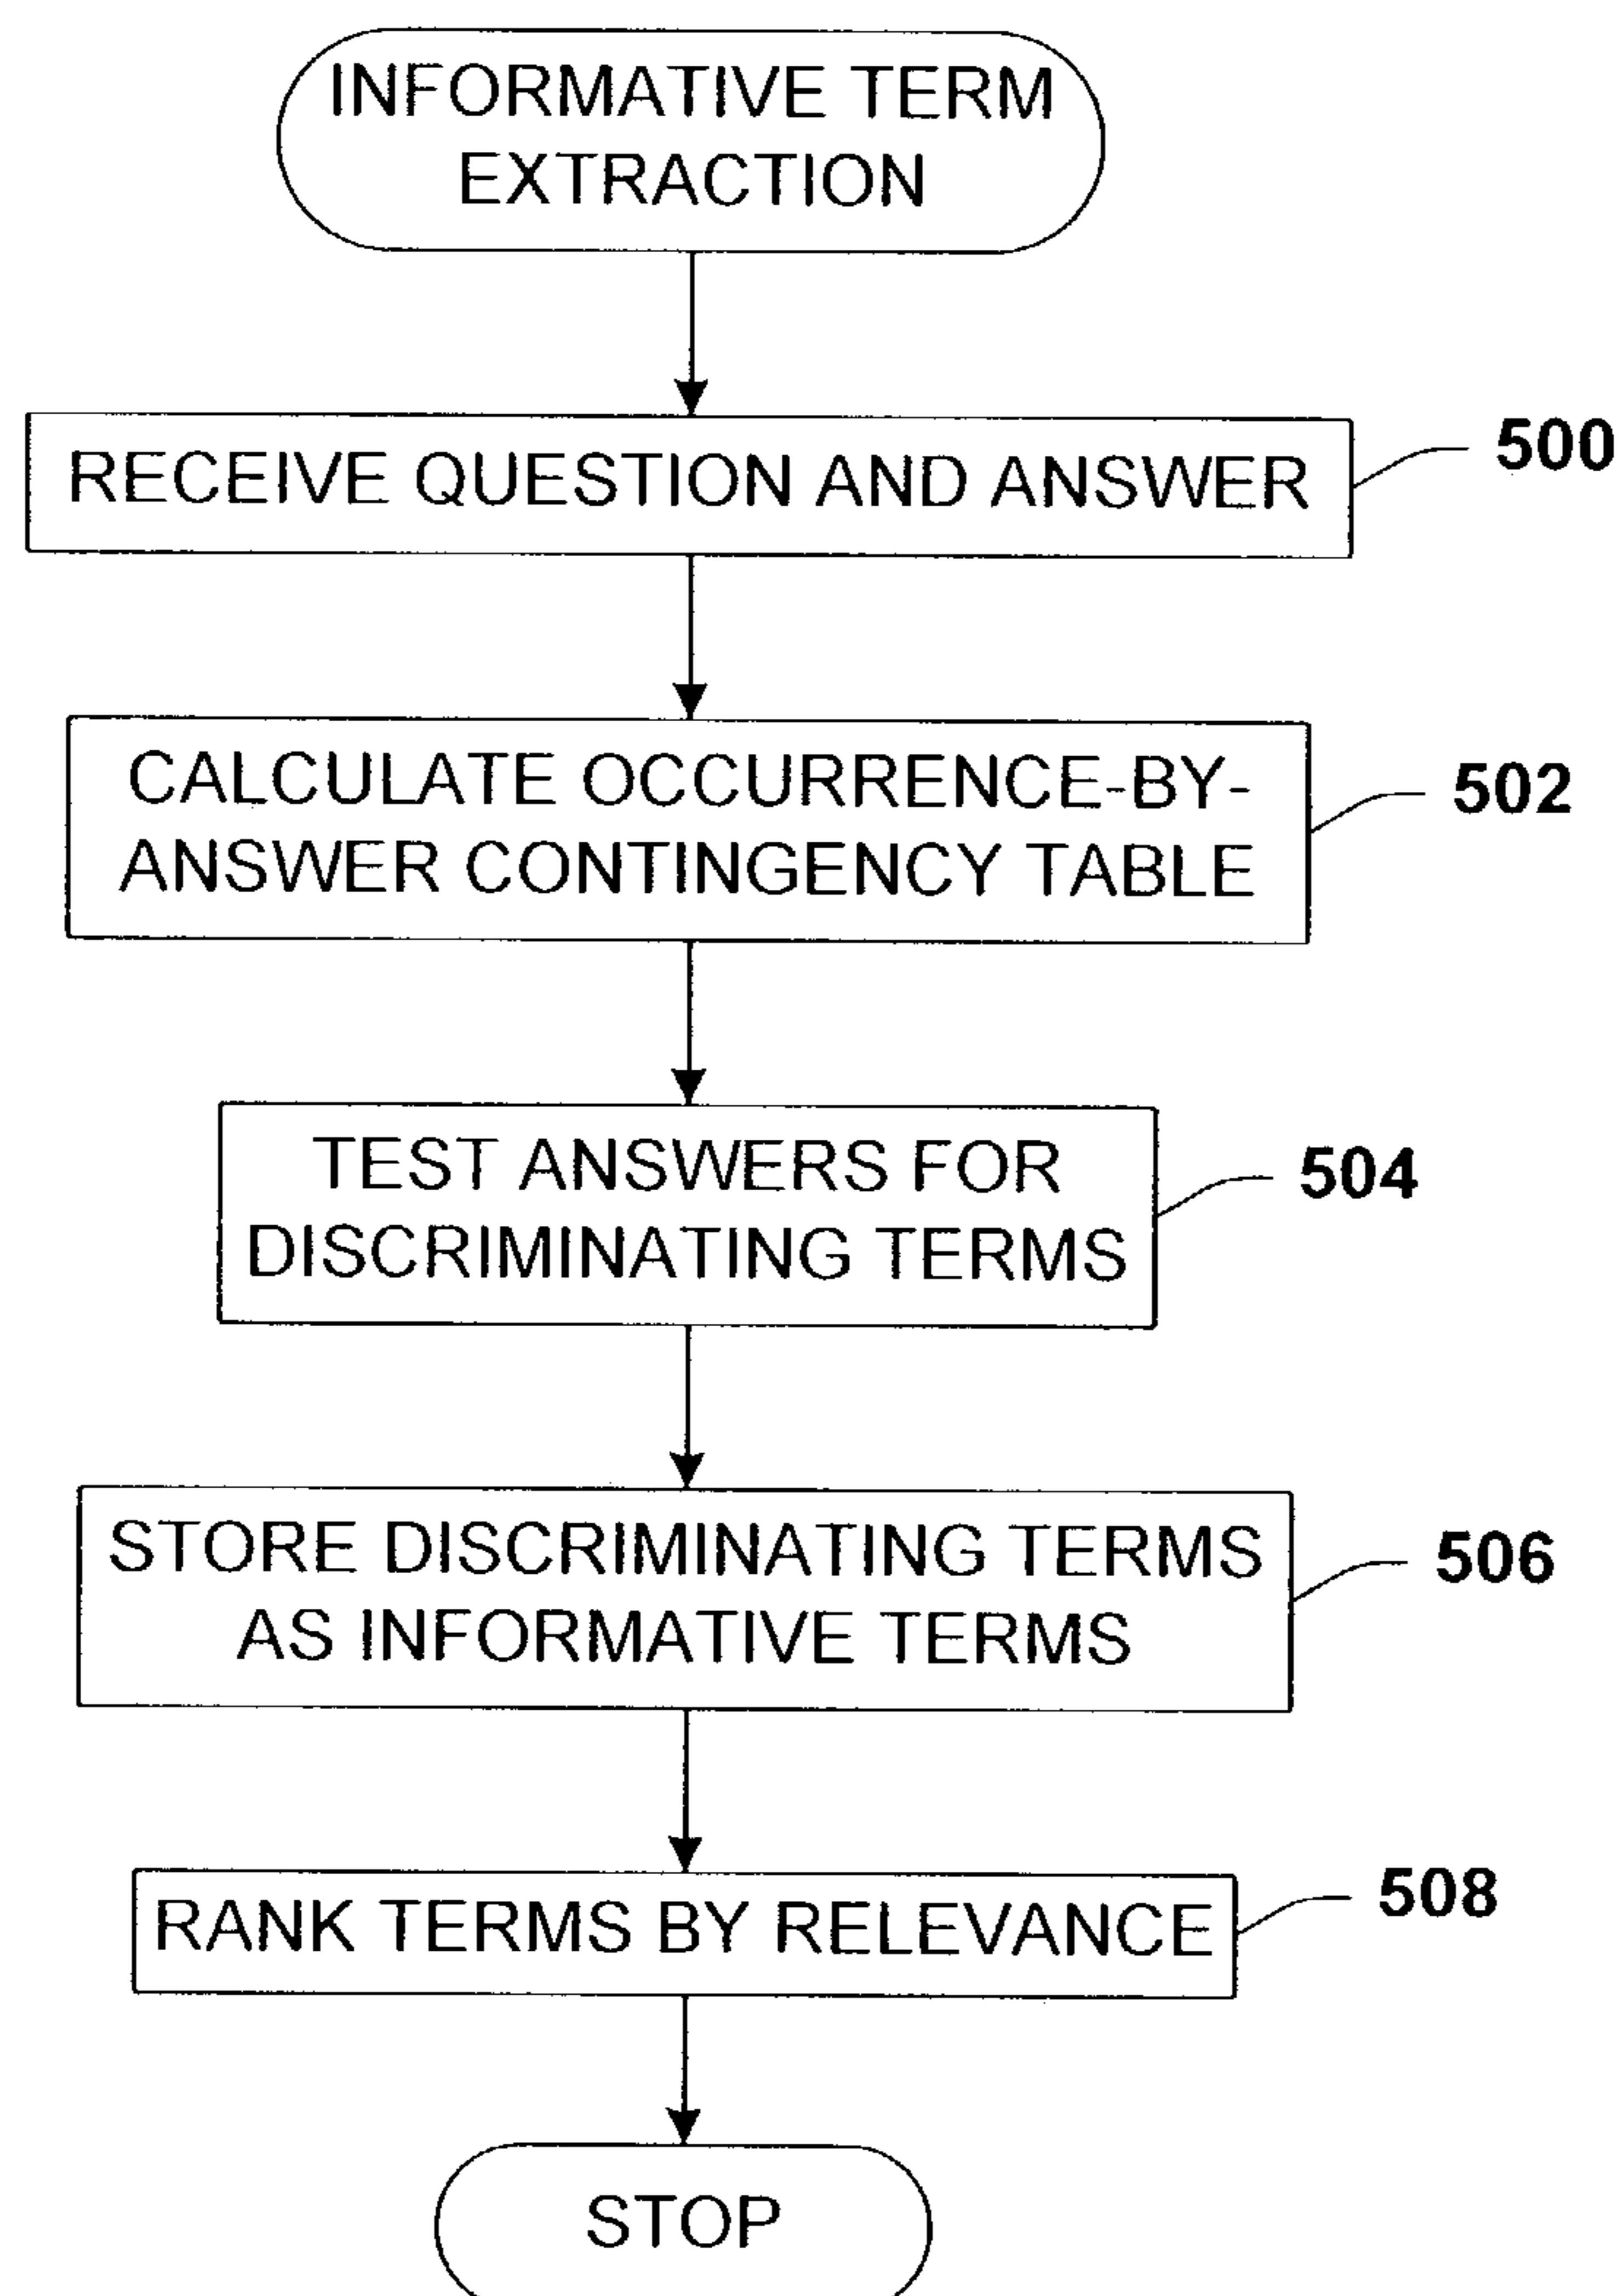 INFORMATIVE TERM
EXTRACTION
RECEIVE QUESTION AND ANSWER
500
CALCULATE OCCURRENCE-BY-
ANSWER CONTINGENCY TABLE
502
TEST ANSWERS FOR
DISCRIMINATING TERMS
504
STORE DISCRIMINATING TERMS
AS INFORMATIVE TERMS
506
RANK TERMS BY RELEVANCE
508
STOP